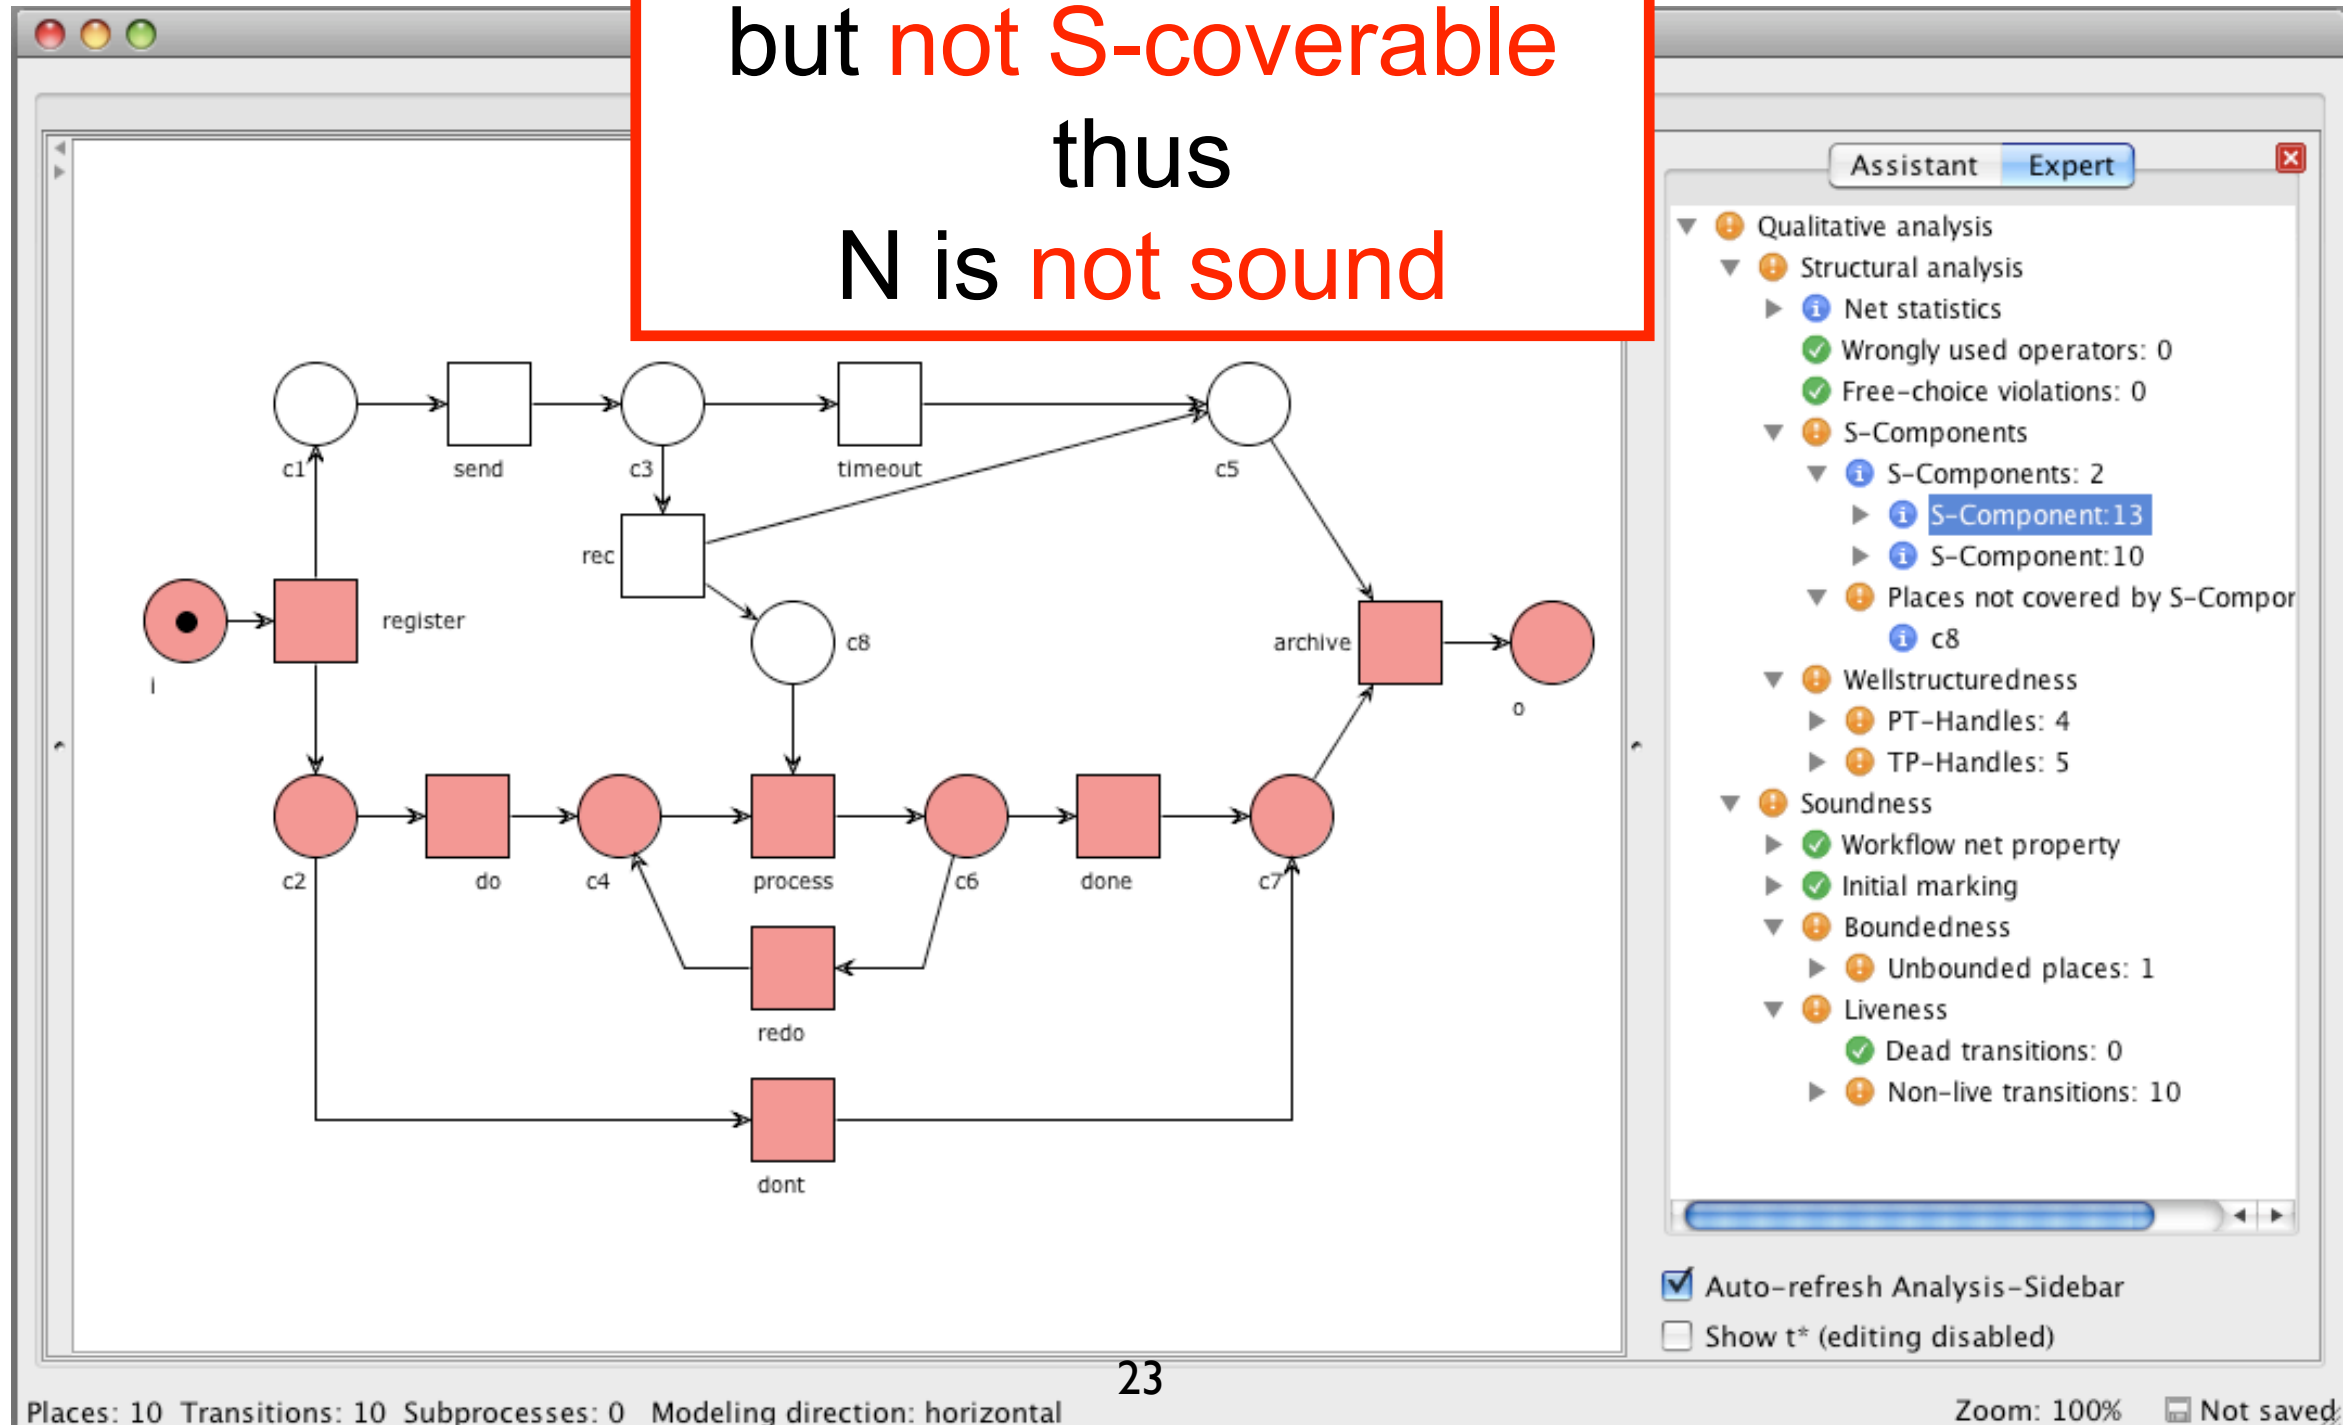 but not S-coverable
thus
N is not sound
Assistant Expert
Qualitative analysis
Structural analysis
Net statistics
Wrongly used operators: 0
Free-choice violations: 0
S-Components
S-Components: 2
S-Component:13
S-Component:10
Places not covered by S-Compor
c8
Wellstructuredness
PT-Handles: 4
TP-Handles: 5
Soundness
Workflow net property
Initial marking
Boundedness
Unbounded places: 1
Liveness
Dead transitions: 0
Non-live transitions: 10
c1 send c3 timeout c5
rec
register
i
c8
archive
o
c2 do c4 process c6 done c7
redo
dont
Auto-refresh Analysis-Sidebar
Show t* (editing disabled)
23
Places: 10 Transitions: 10 Subprocesses: 0 Modeling direction: horizontal
Zoom: 100% Not saved